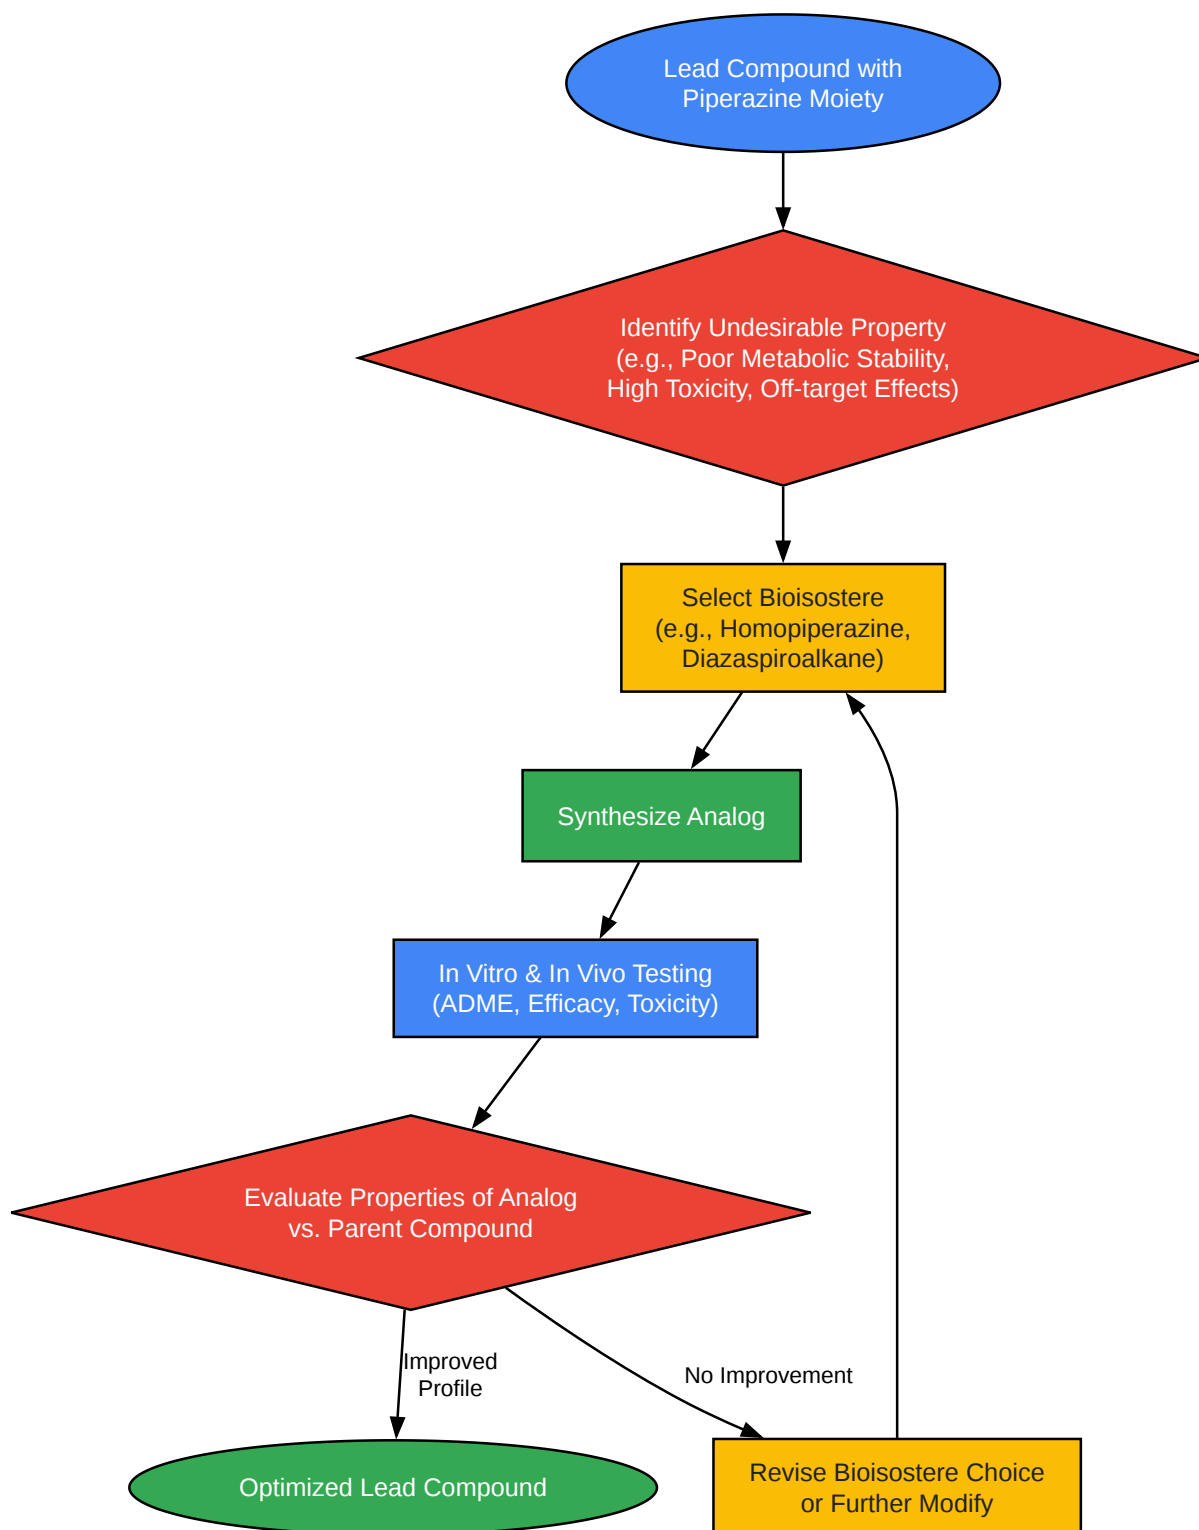 Lead Compound with
Piperazine Moiety
Identify Undesirable Property
(e.g., Poor Metabolic Stability,
High Toxicity, Off-target Effects)
Select Bioisostere
(e.g., Homopiperazine,
Diazaspiroalkane)
Synthesize Analog
In Vitro & In Vivo Testing
(ADME, Efficacy, Toxicity)
Evaluate Properties of Analog
vs. Parent Compound
Improved
Profile
No Improvement
Optimized Lead Compound
Revise Bioisostere Choice
or Further Modify